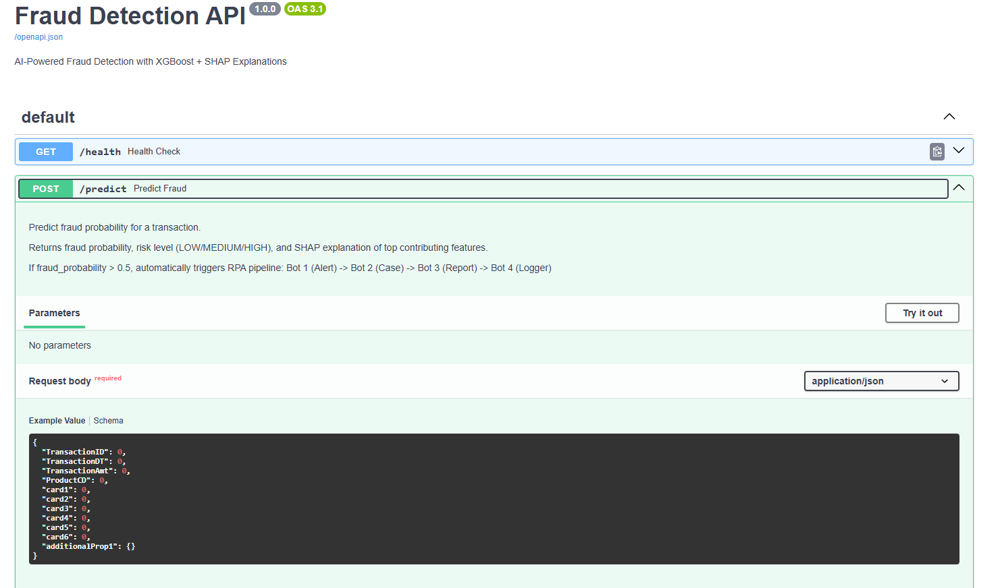 Fraud Detection API 1.0.0 OAS 3.1
/openapi.json
AI-Powered Fraud Detection with XGBoost + SHAP Explanations
default
GET /health Health Check
POST /predict Predict Fraud
Predict fraud probability for a transaction.
Returns fraud probability, risk level (LOW/MEDIUM/HIGH), and SHAP explanation of top contributing features.
If fraud_probability > 0.5, automatically triggers RPA pipeline: Bot 1 (Alert) -> Bot 2 (Case) -> Bot 3 (Report) -> Bot 4 (Logger)
Parameters Try it out
No parameters
Request body required application/json
Example Value Schema
{
  "TransactionID": 0,
  "TransactionDT": 0,
  "TransactionAmt": 0,
  "ProductCD": 0,
  "card1": 0,
  "card2": 0,
  "card3": 0,
  "card4": 0,
  "card5": 0,
  "card6": 0,
  "additionalProp1": {}
}